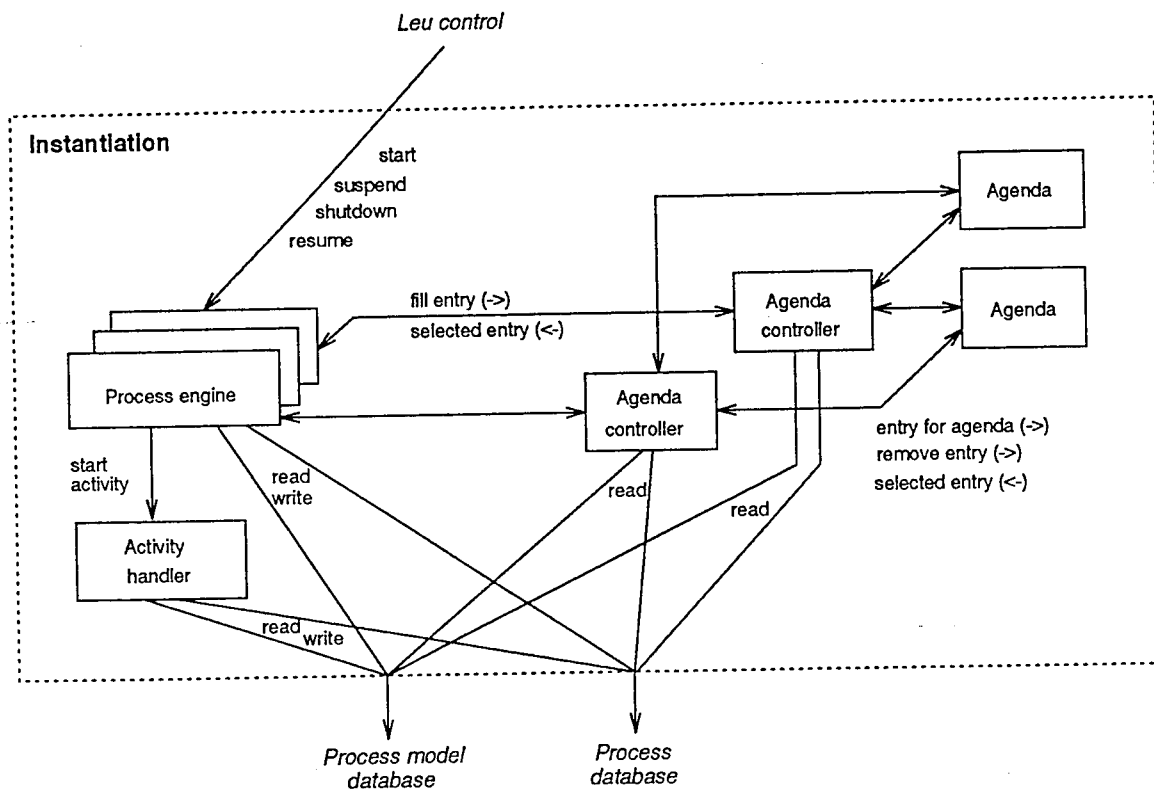 Leu control
Instantiation
start
suspend
shutdown
resume
Agenda
fill entry (->)
selected entry (<-)
Agenda
controller
Agenda
Process engine
Agenda
controller
entry for agenda (->)
remove entry (->)
selected entry (<-)
start
activity
read
write
read
read
Activity
handler
read
write
Process model
database
Process
database